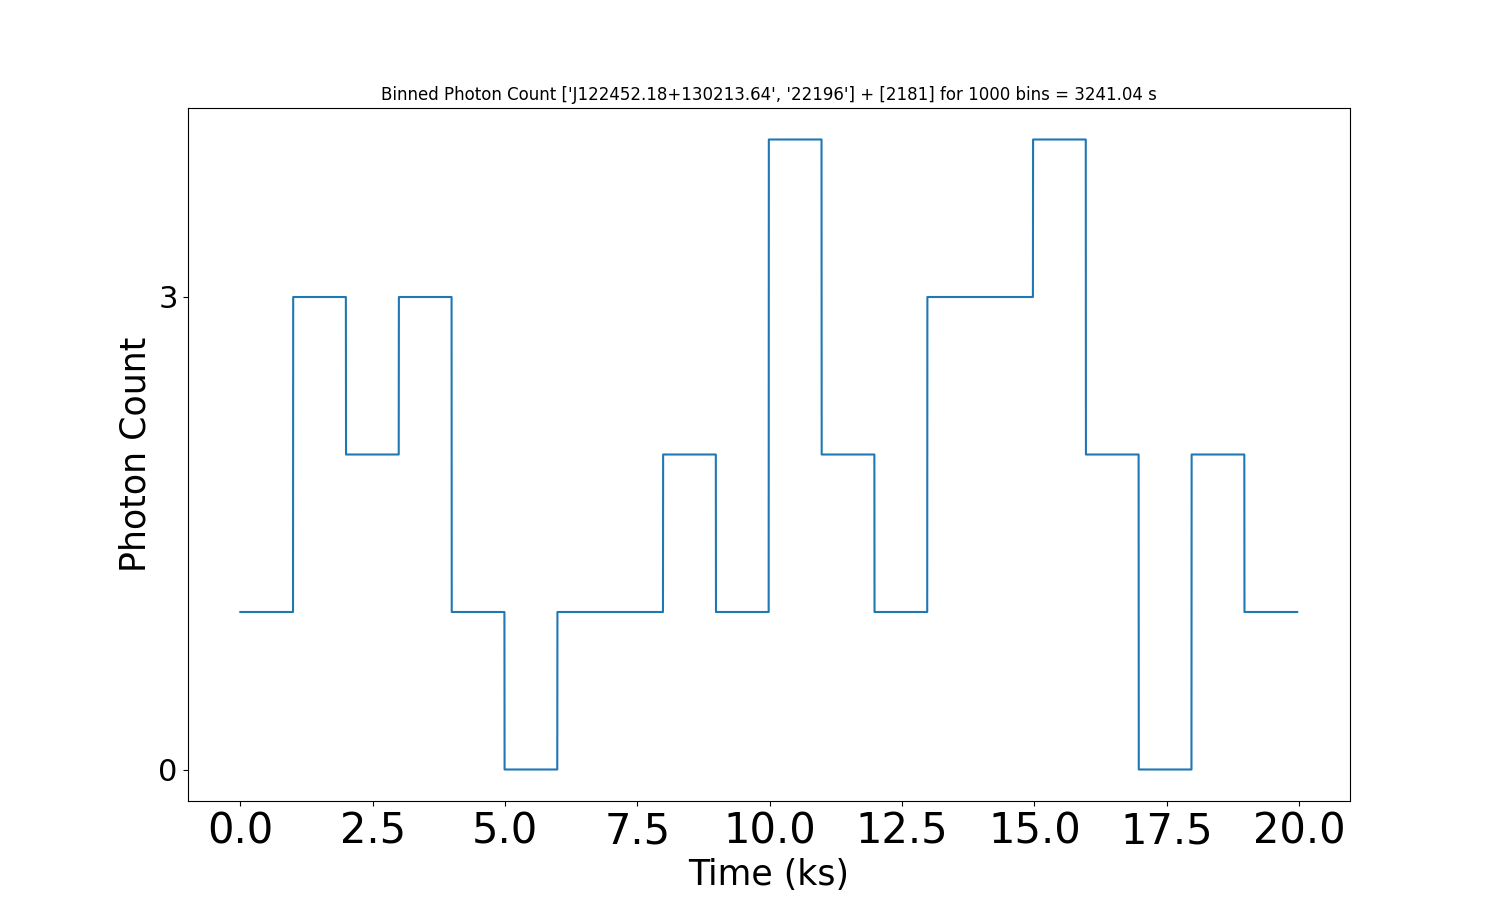 Binned Photon Count ['J122452.18+130213.64', '22196'] + [2181] for 1000 bins = 3241.04 s
3
Photon Count
0
0.0 2.5 5.0 7.5 10.0 12.5 15.0 17.5 20.0
Time (ks)